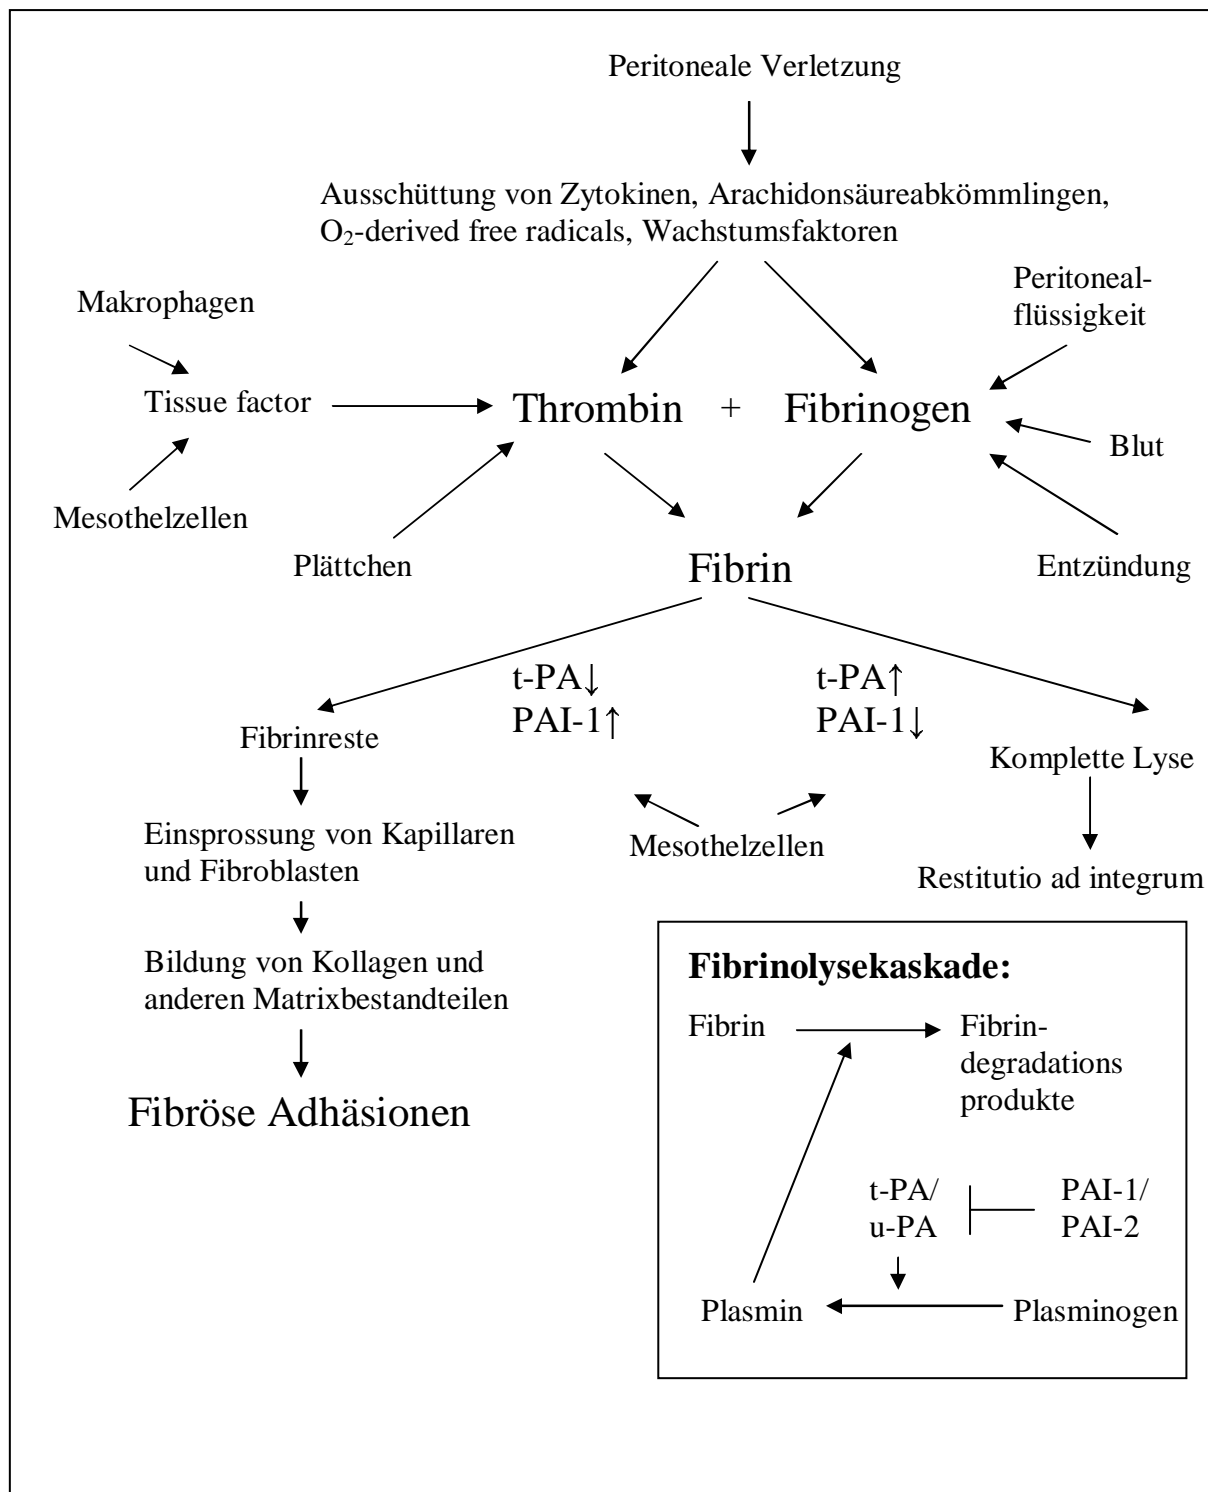 Peritoneale Verletzung
Ausschüttung von Zytokinen, Arachidonsäureabkömmlingen,
O₂-derived free radicals, Wachstumsfaktoren
Makrophagen
Peritoneal-
flüssigkeit
Tissue factor
Thrombin + Fibrinogen
Blut
Mesothelzellen
Plättchen
Fibrin
Entzündung
t-PA↓
PAI-1↑
t-PA↑
PAI-1↓
Fibrinreste
Komplette Lyse
Einsprossung von Kapillaren
und Fibroblasten
Mesothelzellen
Restitutio ad integrum
Bildung von Kollagen und
anderen Matrixbestandteilen
Fibröse Adhäsionen
Fibrinolysekaskade:
Fibrin
Fibrin-
degradations
produkte
t-PA/
u-PA
PAI-1/
PAI-2
Plasmin
Plasminogen